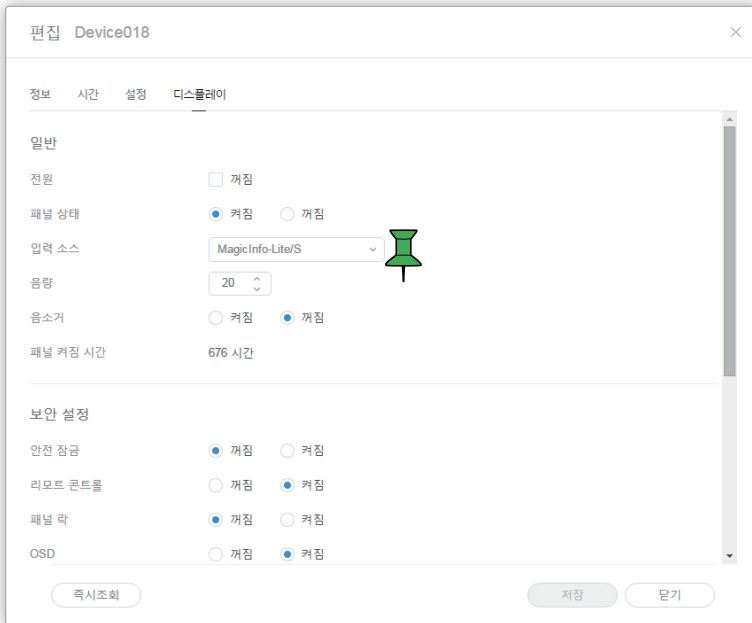 편집 Device018
정보 시간 설정 디스플레이
일반
전원 꺼짐
패널 상태 켜짐 꺼짐
입력 소스 MagicInfo-Lite/S
음량 20
음소거 켜짐 꺼짐
패널 켜짐 시간 676 시간
보안 설정
안전 잠금 꺼짐 켜짐
리모트 콘트롤 꺼짐 켜짐
패널 락 꺼짐 켜짐
OSD 꺼짐 켜짐
즉시조회 저장 닫기